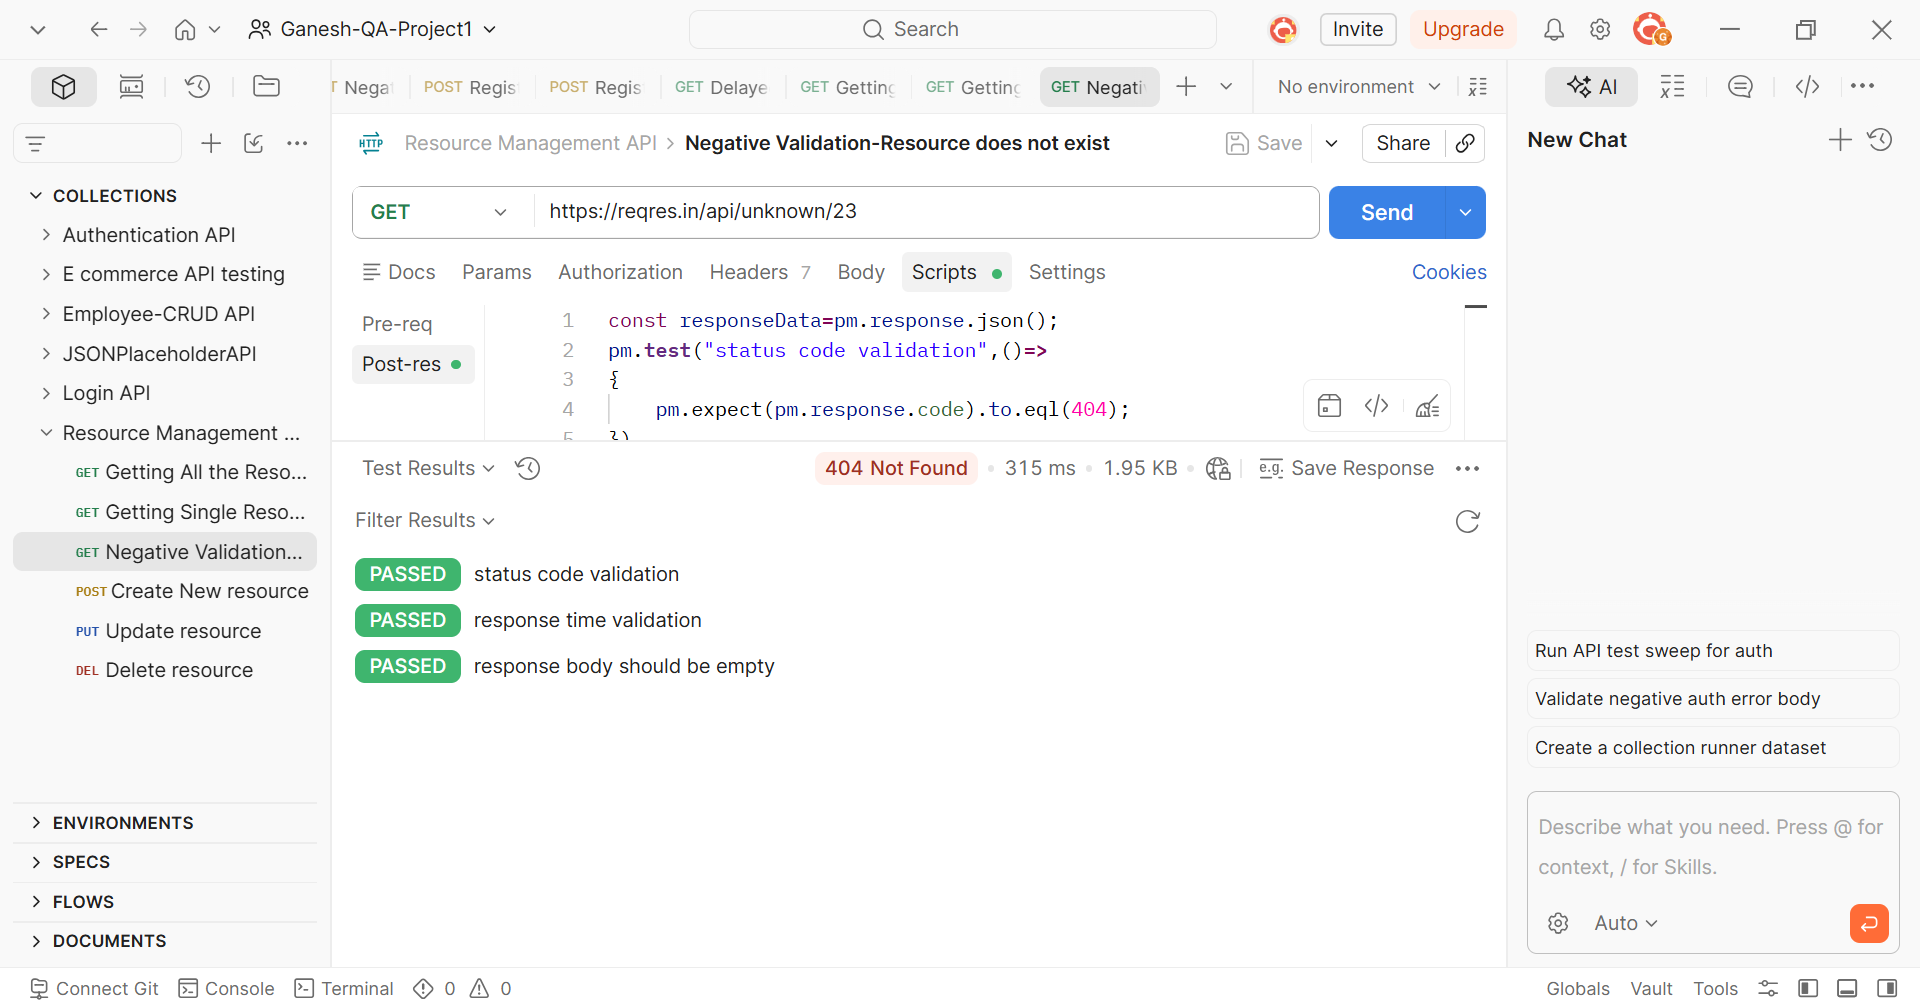 Ganesh-QA-Project1
Search
Invite
Upgrade
G
Nega
POST Regis
POST Regis
GET Delaye
GET Getting
GET Getting
GET Negati
No environment
AI
HTTP Resource Management API > Negative Validation-Resource does not exist
Save
Share
New Chat
COLLECTIONS
Authentication API
E commerce API testing
Employee-CRUD API
JSONPlaceholderAPI
Login API
Resource Management ...
GET Getting All the Reso...
GET Getting Single Reso...
GET Negative Validation...
POST Create New resource
PUT Update resource
DEL Delete resource
ENVIRONMENTS
SPECS
FLOWS
DOCUMENTS
GET
https://reqres.in/api/unknown/23
Send
Docs
Params
Authorization
Headers 7
Body
Scripts
Settings
Cookies
Pre-req
Post-res
1 const responseData=pm.response.json();
2 pm.test("status code validation",()=>
3 {
4 pm.expect(pm.response.code).to.eql(404);
5 })
Test Results
404 Not Found
315 ms
1.95 KB
e.g. Save Response
Filter Results
PASSED status code validation
PASSED response time validation
PASSED response body should be empty
Run API test sweep for auth
Validate negative auth error body
Create a collection runner dataset
Describe what you need. Press @ for
context, / for Skills.
Auto
Connect Git
Console
Terminal
0
0
Globals
Vault
Tools